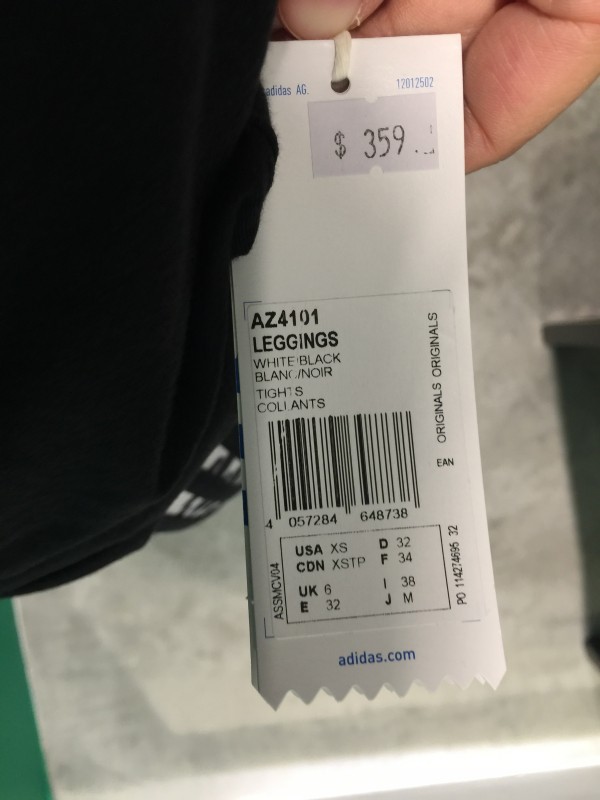 adidas AG. 12012502
$ 359
AZ4101
LEGGINGS
WHITE/BLACK
BLANC/NOIR
TIGHTS
COLLANTS
ORIGINALS ORIGINALS
EAN
4 057284 648738
USA XS D 32
CDN XSTP F 34
UK 6 I 38
E 32 J M
ASSMCV04
PO 114274695 32
adidas.com